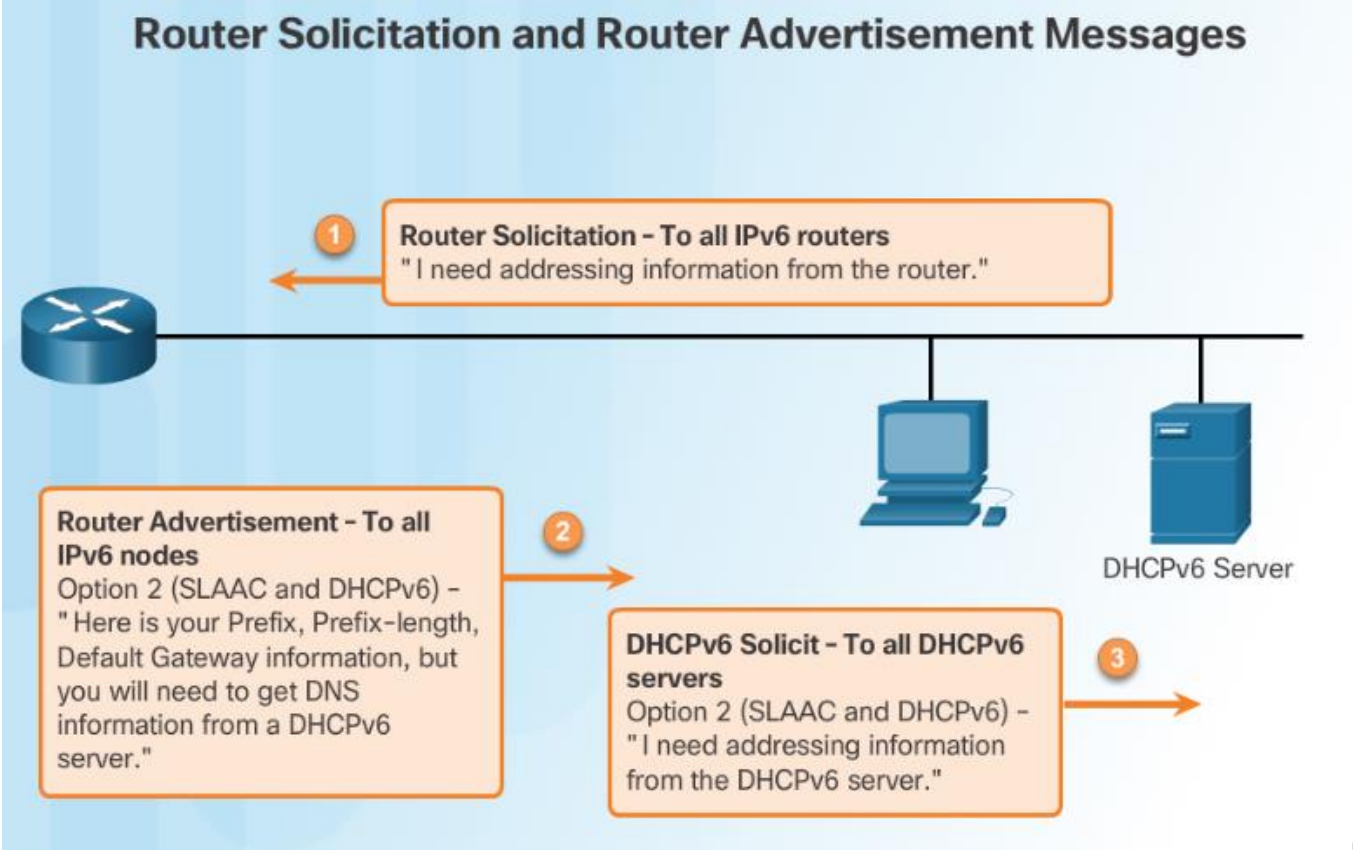 Router Solicitation and Router Advertisement Messages
1
Router Solicitation - To all IPv6 routers
"I need addressing information from the router."
Router Advertisement - To all
IPv6 nodes
Option 2 (SLAAC and DHCPv6) -
"Here is your Prefix, Prefix-length,
Default Gateway information, but
you will need to get DNS
information from a DHCPv6
server."
2
DHCPv6 Server
DHCPv6 Solicit - To all DHCPv6
servers
Option 2 (SLAAC and DHCPv6) -
"I need addressing information
from the DHCPv6 server."
3